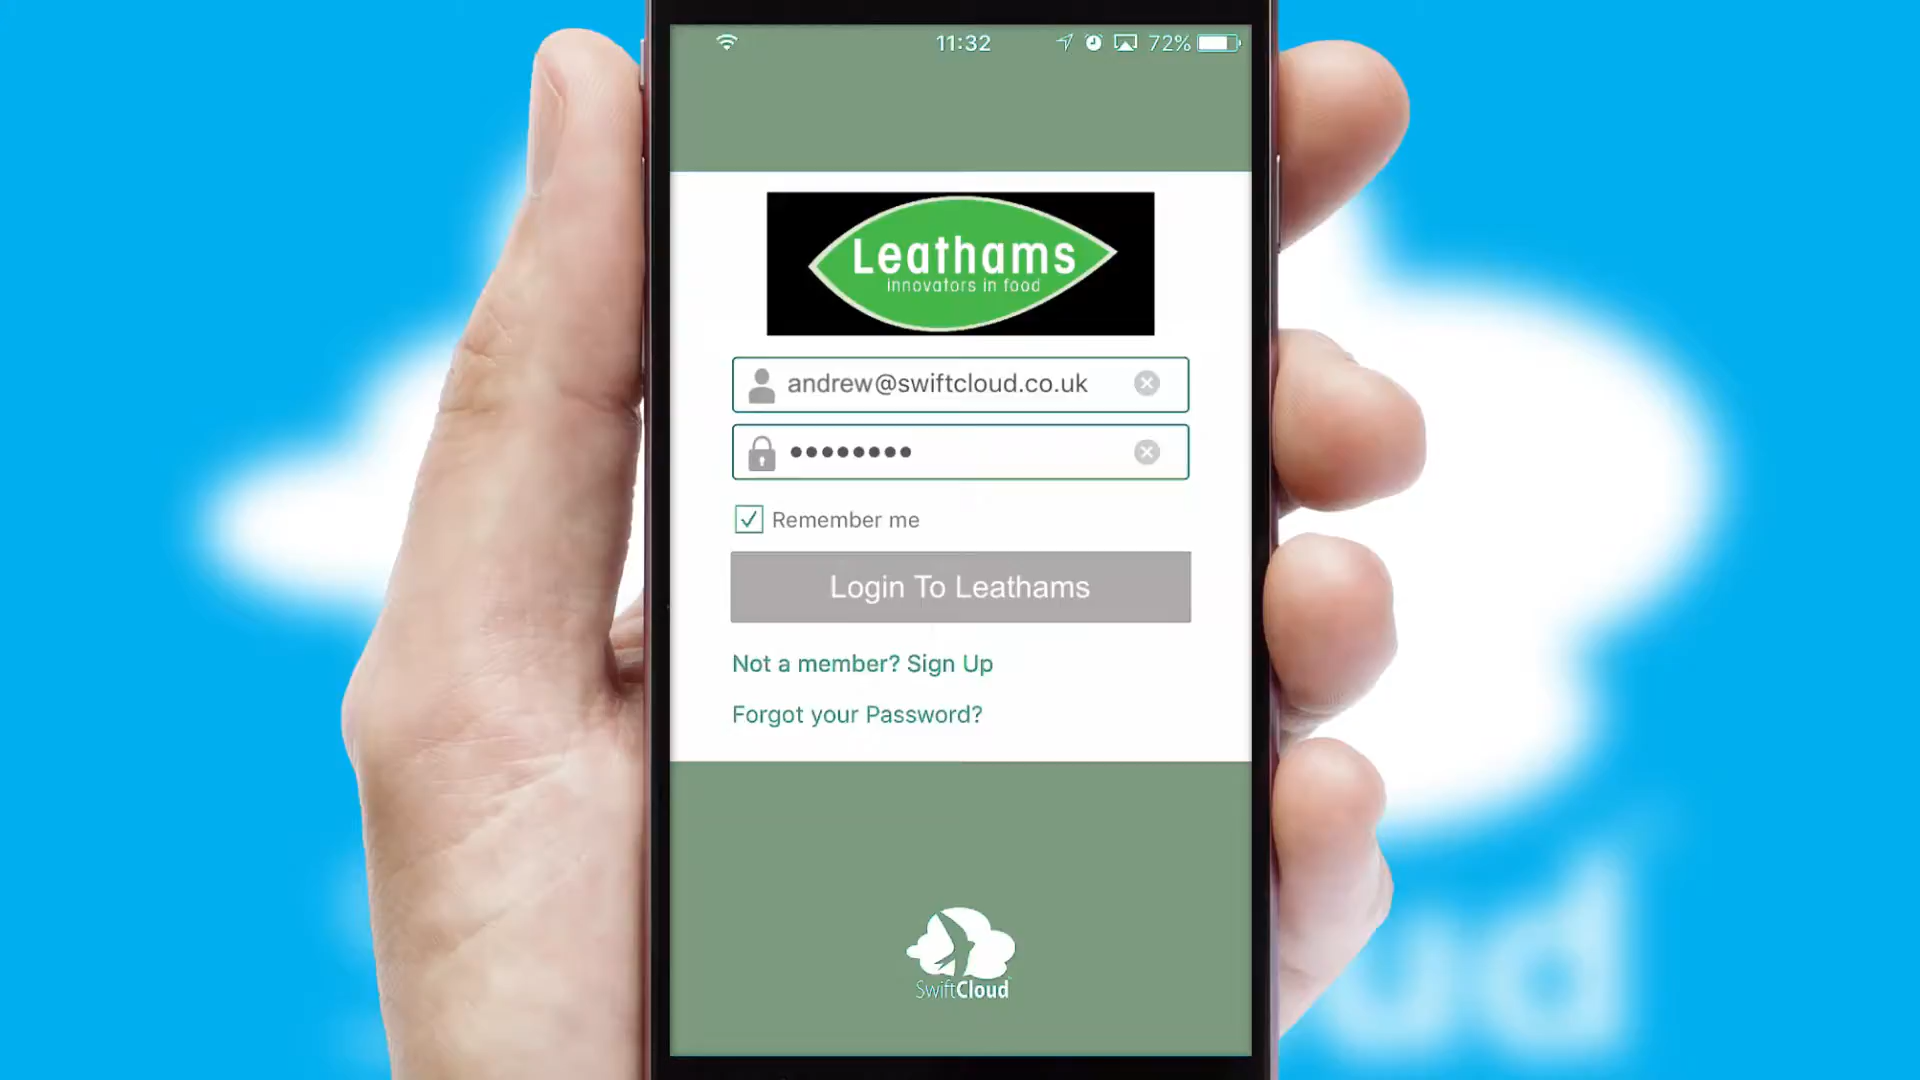 11:32
72%
Leathams
innovators in food
andrew@swiftcloud.co.uk
••••••••
Remember me
Login To Leathams
Not a member? Sign Up
Forgot your Password?
SwiftCloud
ud